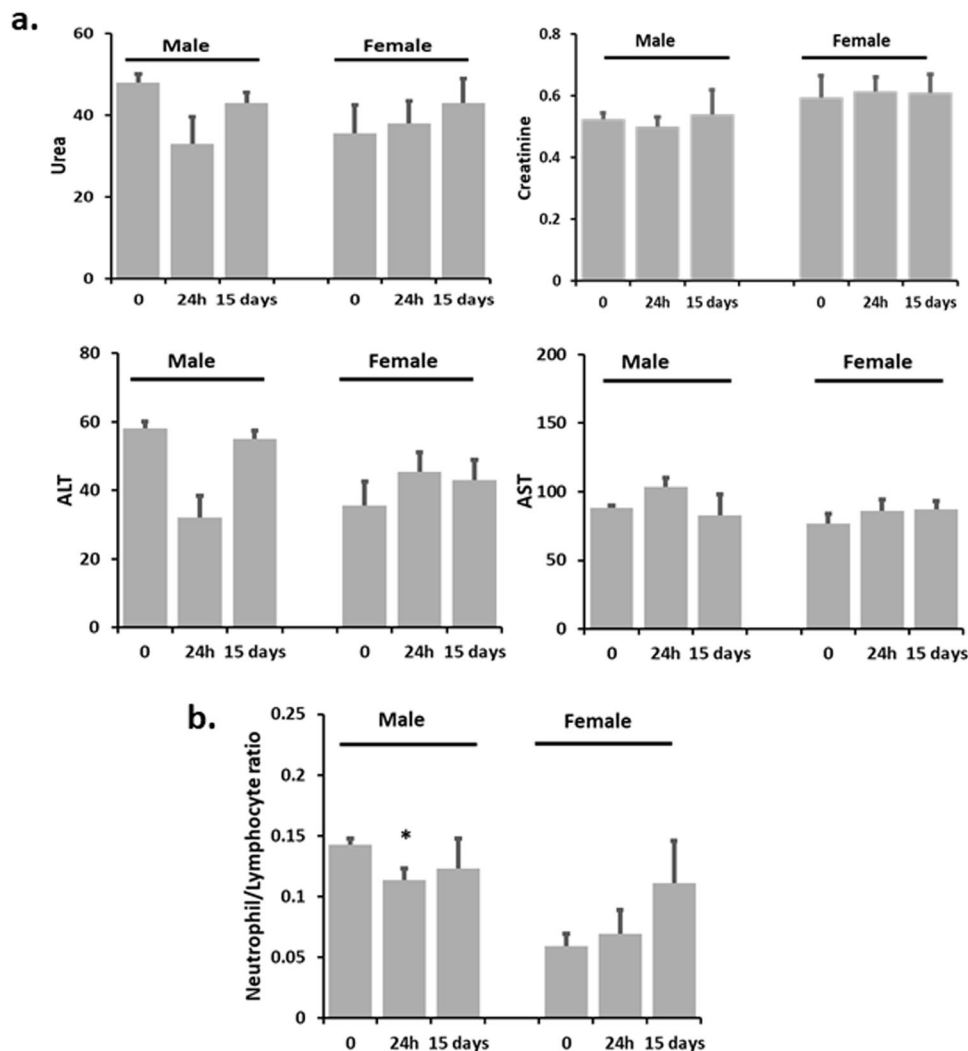 a.
60
40
20
0
Urea
Male
Female
0 24h 15 days 0 24h 15 days
0.8
0.6
0.4
0.2
0
Creatinine
Male
Female
0 24h 15 days 0 24h 15 days
80
60
40
20
0
ALT
Male
Female
0 24h 15 days 0 24h 15 days
200
150
100
50
0
AST
Male
Female
0 24h 15 days 0 24h 15 days
b.
0.25
0.2
0.15
0.1
0.05
0
Neutrophil/Lymphocyte ratio
Male
Female
*
0 24h 15 days 0 24h 15 days